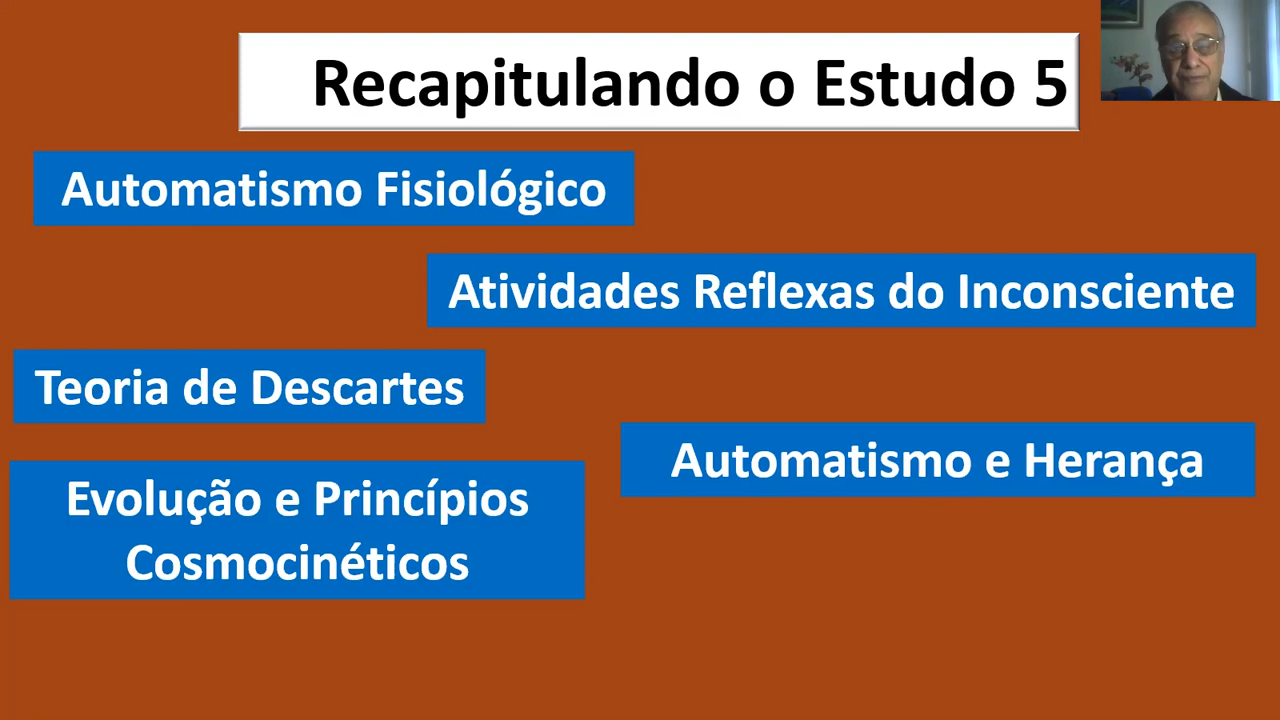 Recapitulando o Estudo 5
Automatismo Fisiológico
Atividades Reflexas do Inconsciente
Teoria de Descartes
Automatismo e Herança
Evolução e Princípios
Cosmocinéticos